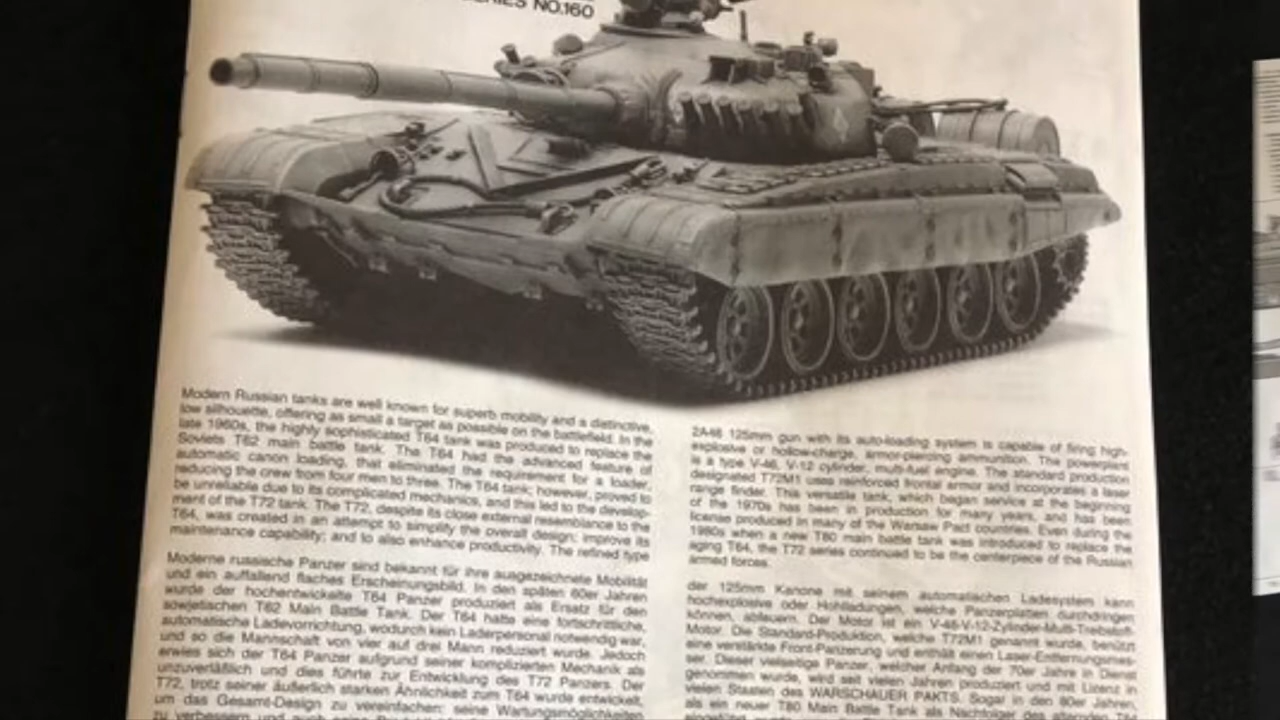 SERIES NO.160
Modern Russian tanks are well known for superb mobility and a distinctive,
low silhouette, offering as small a target as possible on the battlefield. In the
late 1960s, the highly sophisticated T64 tank was produced to replace the
Soviets T62 main battle tank. The T64 had the advanced feature of
automatic canon loading, that eliminated the requirement for a loader,
reducing the crew from four men to three. The T64 tank; however, proved to
be unreliable due to its complicated mechanics, and this led to the develop-
ment of the T72 tank. The T72, despite its close external resemblance to the
T64, was created in an attempt to simplify the overall design; improve its
maintenance capability; and to also enhance productivity. The refined type
2A46 125mm gun with its auto-loading system is capable of firing high-
explosive or hollow-charge, armor-piercing ammunition. The powerplant
is a type V-46, V-12 cylinder, multi-fuel engine. The standard production
designated T72M1 uses reinforced frontal armor and incorporates a laser
range finder. This versatile tank, which began service at the beginning
of the 1970s has been in production for many years, and has been
license produced in many of the Warsaw Pact countries. Even during the
1980s when a new T80 main battle tank was introduced to replace the
aging T64, the T72 series continued to be the centerpiece of the Russian
armed forces.
Moderne russische Panzer sind bekannt für ihre ausgezeichnete Mobilität
und ein auffallend flaches Erscheinungsbild. In den späten 60er Jahren
wurde der hochentwickelte T64 Panzer produziert als Ersatz für den
sowjetischen T62 Main Battle Tank. Der T64 hatte eine fortschrittliche,
automatische Ladevorrichtung, wodurch kein Laderpersonal notwendig war,
und so die Mannschaft von vier auf drei Mann reduziert wurde. Jedoch
erwies sich der T64 Panzer aufgrund seiner komplizierten Mechanik als
unzuverläßlich und dies führte zur Entwicklung des T72 Panzers. Der
T72, trotz seiner äußerlich starken Ähnlichkeit zum T64 wurde entwickelt,
um das Gesamt-Design zu vereinfachen: seine Wartungsmöglichkeiten
zu verbessern und auch seine
der 125mm Kanone mit seinem automatischen Ladesystem kann
hochexplosive oder Hohlladungen, welche Panzerplatten durchdringen
können, abfeuern. Der Motor ist ein V-46-V-12-Zylinder-Multi-Treibstoff-
Motor. Die Standard-Produktion, welche T72M1 genannt wurde, benützt
eine verstärkte Front-Panzerung und enthält einen Laser-Entfernungsmes-
ser. Dieser vielseitige Panzer, welcher Anfang der 70er Jahre in Dienst
genommen wurde, wird seit vielen Jahren produziert und mit Lizenz in
vielen Staaten des WARSCHAUER PAKTS. Sogar in den 80er Jahren,
als ein neuer T80 Main Battle Tank als Nachfolger des